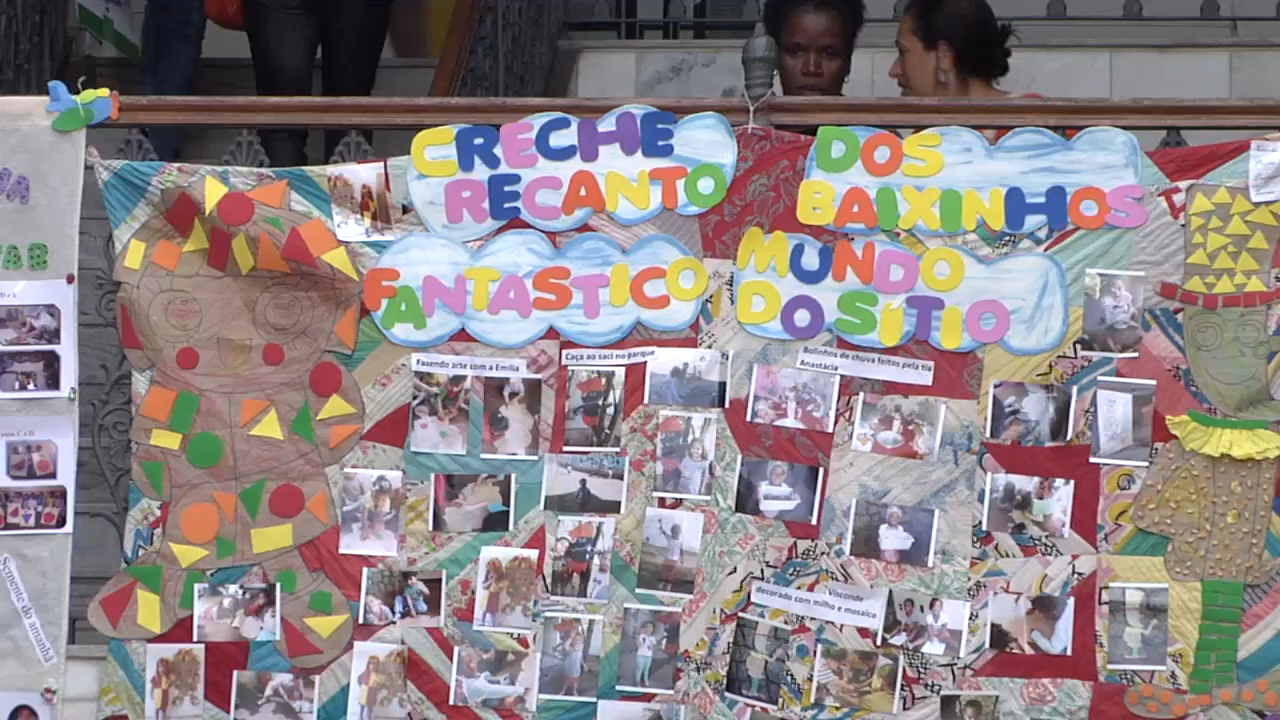 CRECHE
RECANTO
DOS
BAIXINHOS
FANTASTICO
MUNDO
DO SÍTIO
Fazendo arte com a Emília
Caça ao saci no parque
Bolinhos de chuva feitos pela tia
Anastácia
Visconde
decorado com milho e mosaico
Semente do amanhã